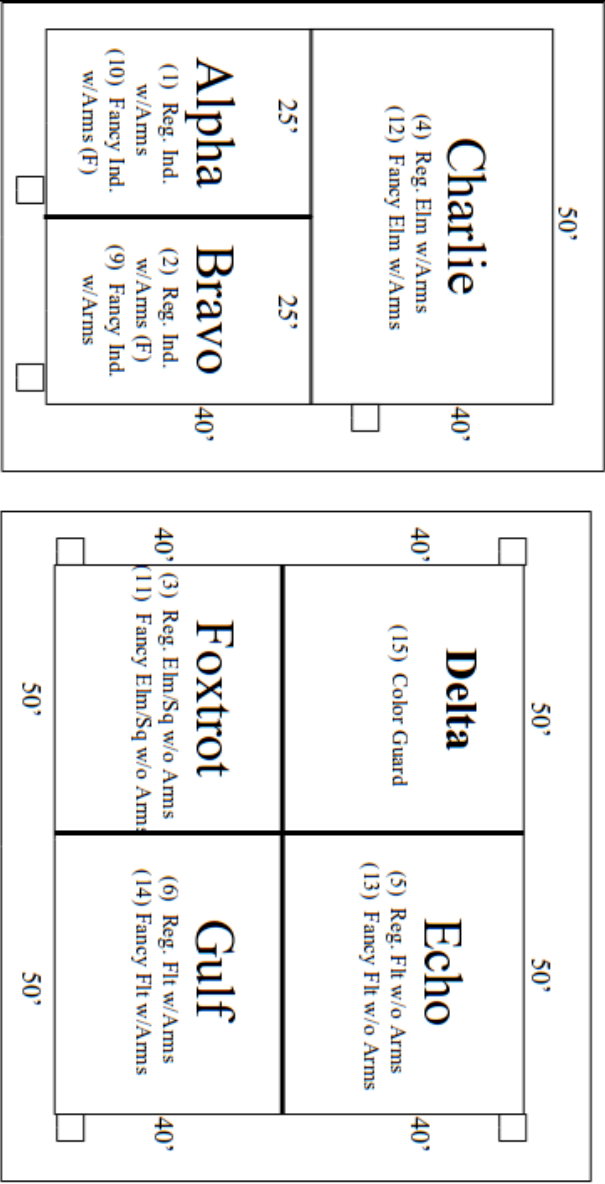 50’
Charlie
(4) Reg. Elm w/Arms
(12) Fancy Elm w/Arms
40’
40’
25’
25’
Alpha
(1) Reg. Ind.
w/Arms
(10) Fancy Ind.
w/Arms (F)
Bravo
(2) Reg. Ind.
w/Arms (F)
(9) Fancy Ind.
w/Arms
50’
50’
40’
40’
Delta
(15) Color Guard
Echo
(5) Reg. Flt w/o Arms
(13) Fancy Flt w/o Arms
40’
40’
Foxtrot
(3) Reg. Elm/Sq w/o Arms
(11) Fancy Elm/Sq w/o Arms
Gulf
(6) Reg. Flt w/Arms
(14) Fancy Flt w/Arms
50’
50’